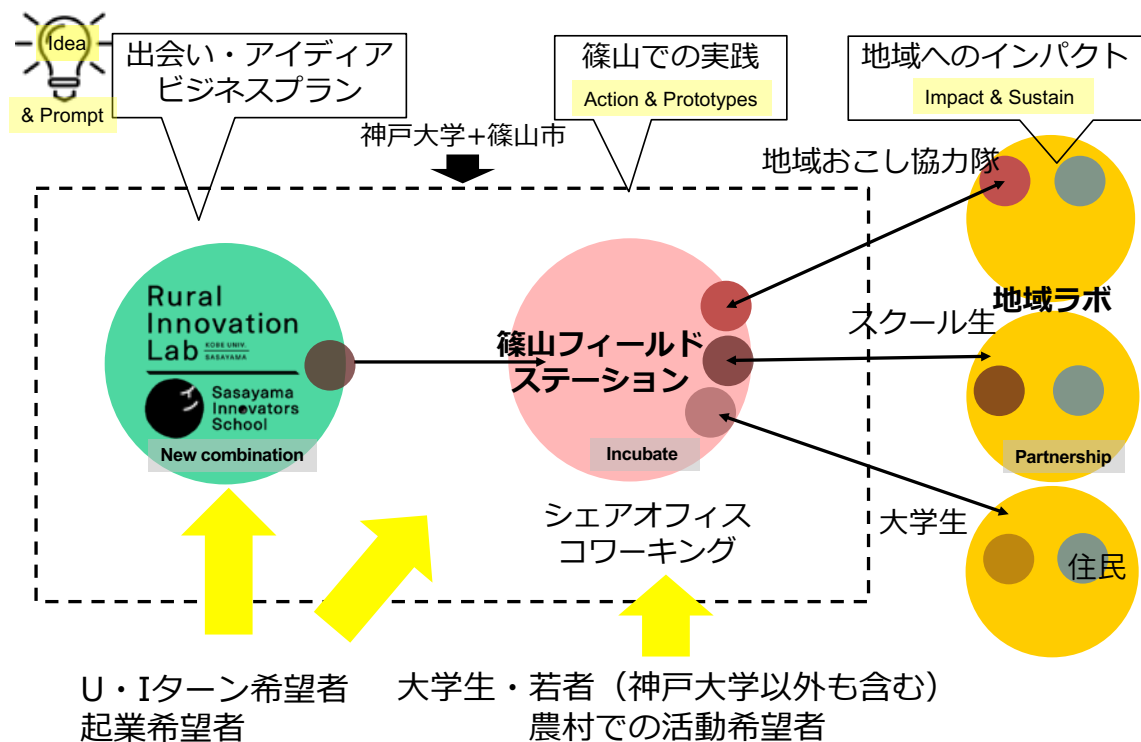 Idea
& Prompt
出会い・アイディア
ビジネスプラン
篠山での実践
Action & Prototypes
地域へのインパクト
Impact & Sustain
神戸大学+篠山市
地域おこし協力隊
Rural
Innovation
Lab KOBE UNIV.
SASAYAMA
イン
Sasayama
Innovators
School
New combination
篠山フィールド
ステーション
Incubate
地域ラボ
スクール生
Partnership
シェアオフィス
コワーキング
大学生
住民
U・Iターン希望者
起業希望者
大学生・若者（神戸大学以外も含む）
農村での活動希望者